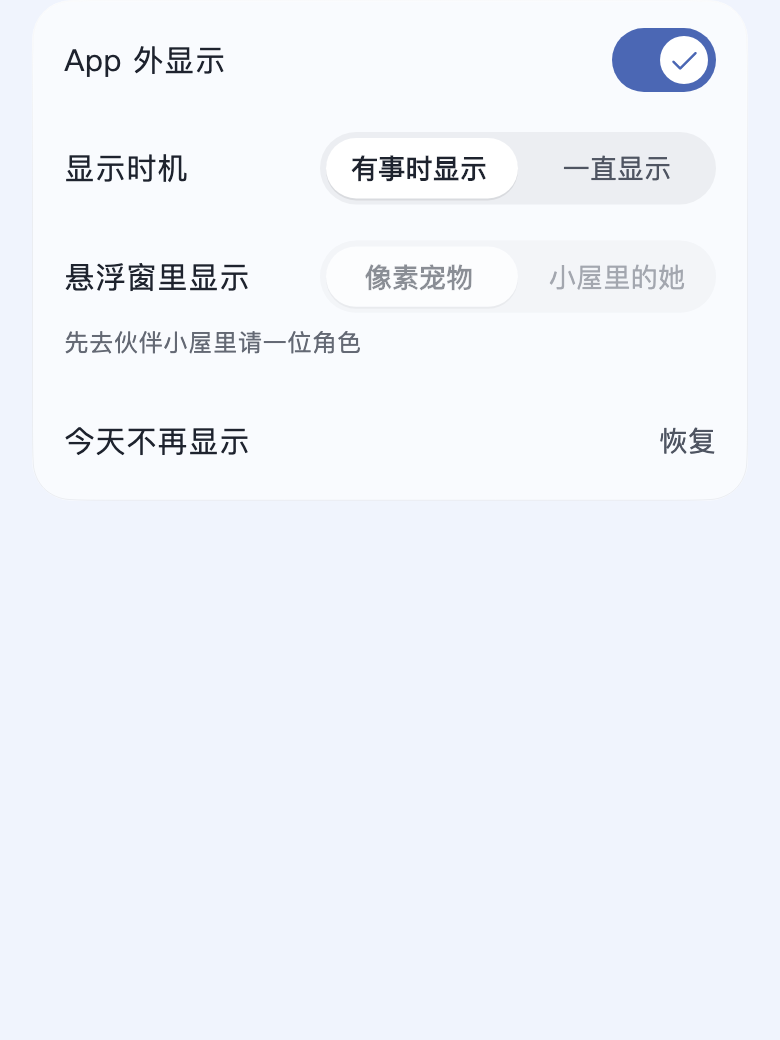 App 外显示
显示时机 有事时显示 一直显示
悬浮窗里显示 像素宠物 小屋里的她
先去伙伴小屋里请一位角色
今天不再显示 恢复